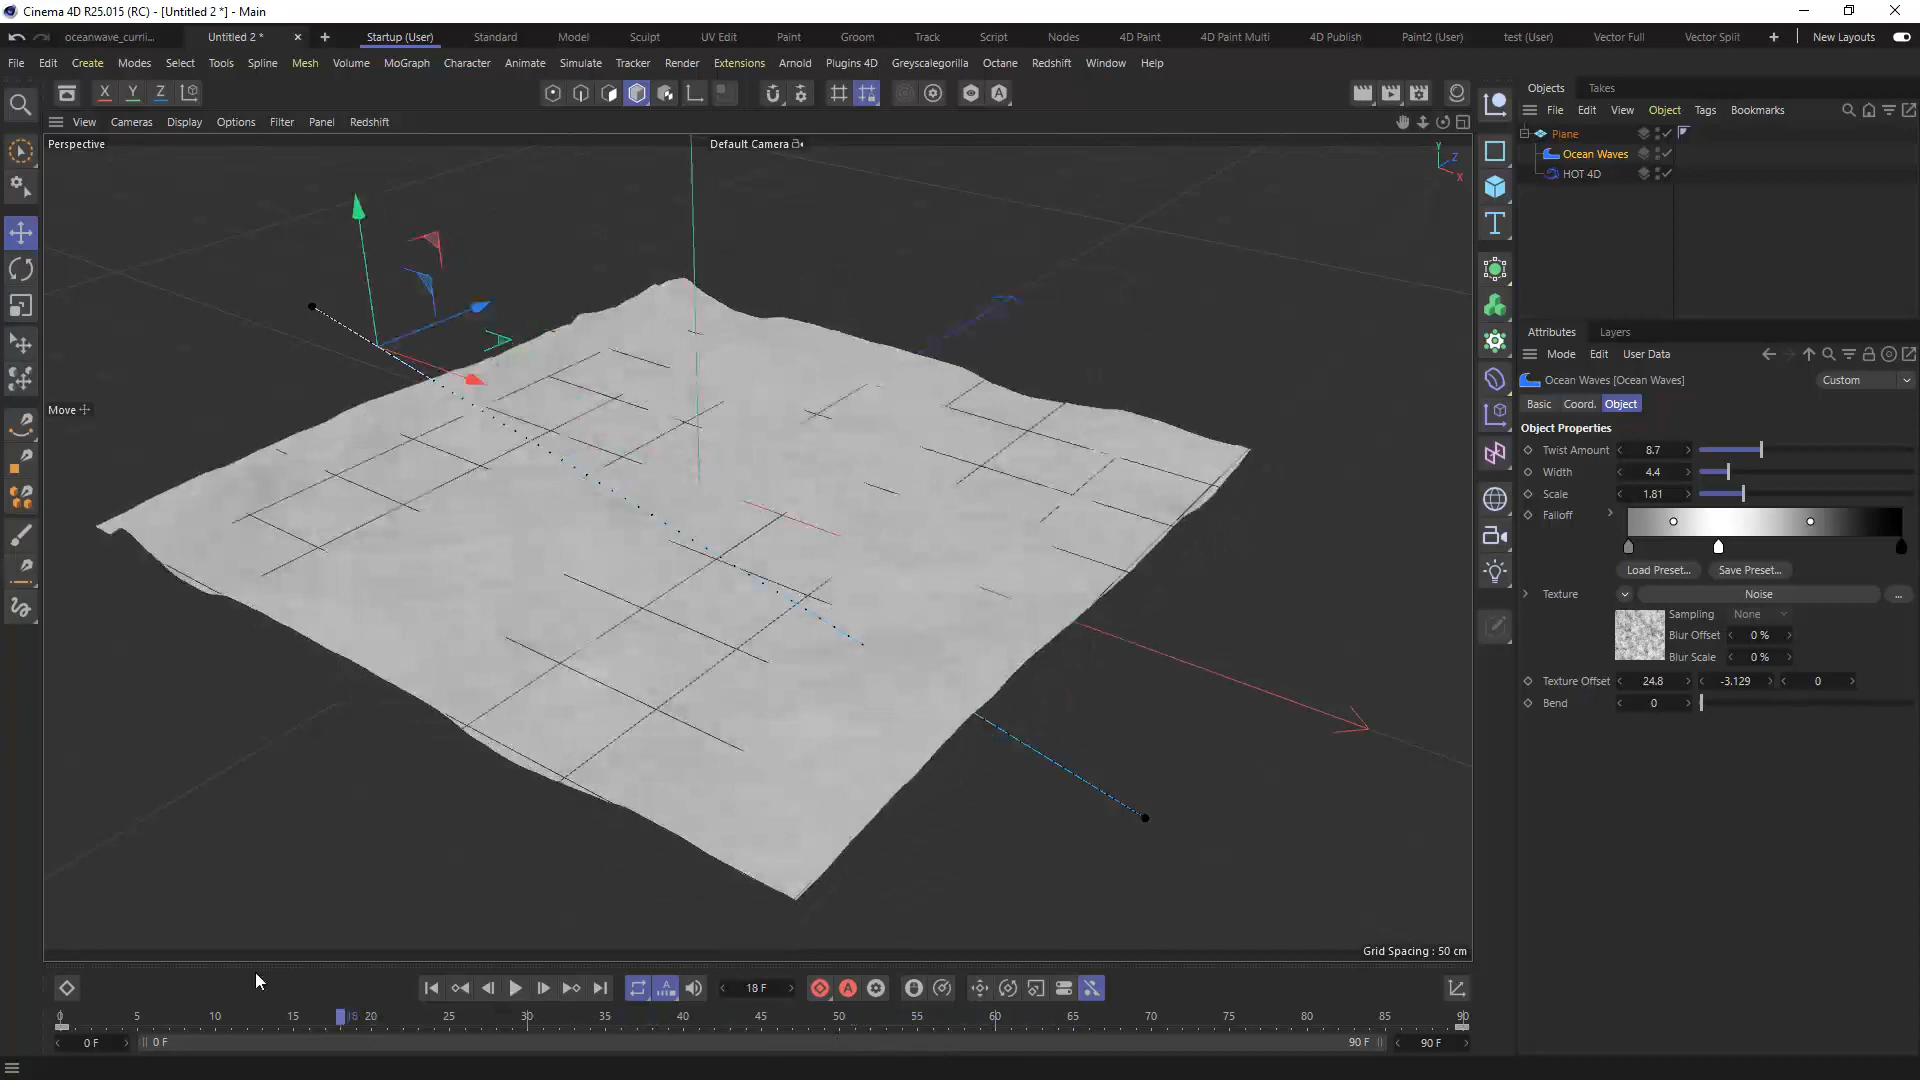 Cinema 4D R25.015 (RC) - [Untitled 2 *] - Main
oceanwave_curli... Untitled 2 * Startup (User) Standard Model Sculpt UV Edit Paint Groom Track Script Nodes 4D Paint 4D Paint Multi 4D Publish Paint2 (User) test (User) Vector Full Vector Split New Layouts
File Edit Create Modes Select Tools Spline Mesh Volume MoGraph Character Animate Simulate Tracker Render Extensions Arnold Plugins 4D Greyscalegorilla Octane Redshift Window Help
X Y Z
Objects Takes
View Cameras Display Options Filter Panel Redshift
File Edit View Object Tags Bookmarks
Perspective
Default Camera
Y
Z
X
Plane
Ocean Waves
HOT 4D
Move
Attributes Layers
Mode Edit User Data
Ocean Waves [Ocean Waves]
Custom
Basic Coord. Object
Object Properties
Twist Amount 8.7
Width 4.4
Scale 1.81
Falloff
Load Preset... Save Preset...
Texture Noise ...
Sampling None
Blur Offset 0 %
Blur Scale 0 %
Texture Offset 24.8 -3.129 0
Bend 0
Grid Spacing : 50 cm
18 F
0 5 10 15 18 20 25 30 35 40 45 50 55 60 65 70 75 80 85 90
0 F 0 F 90 F 90 F